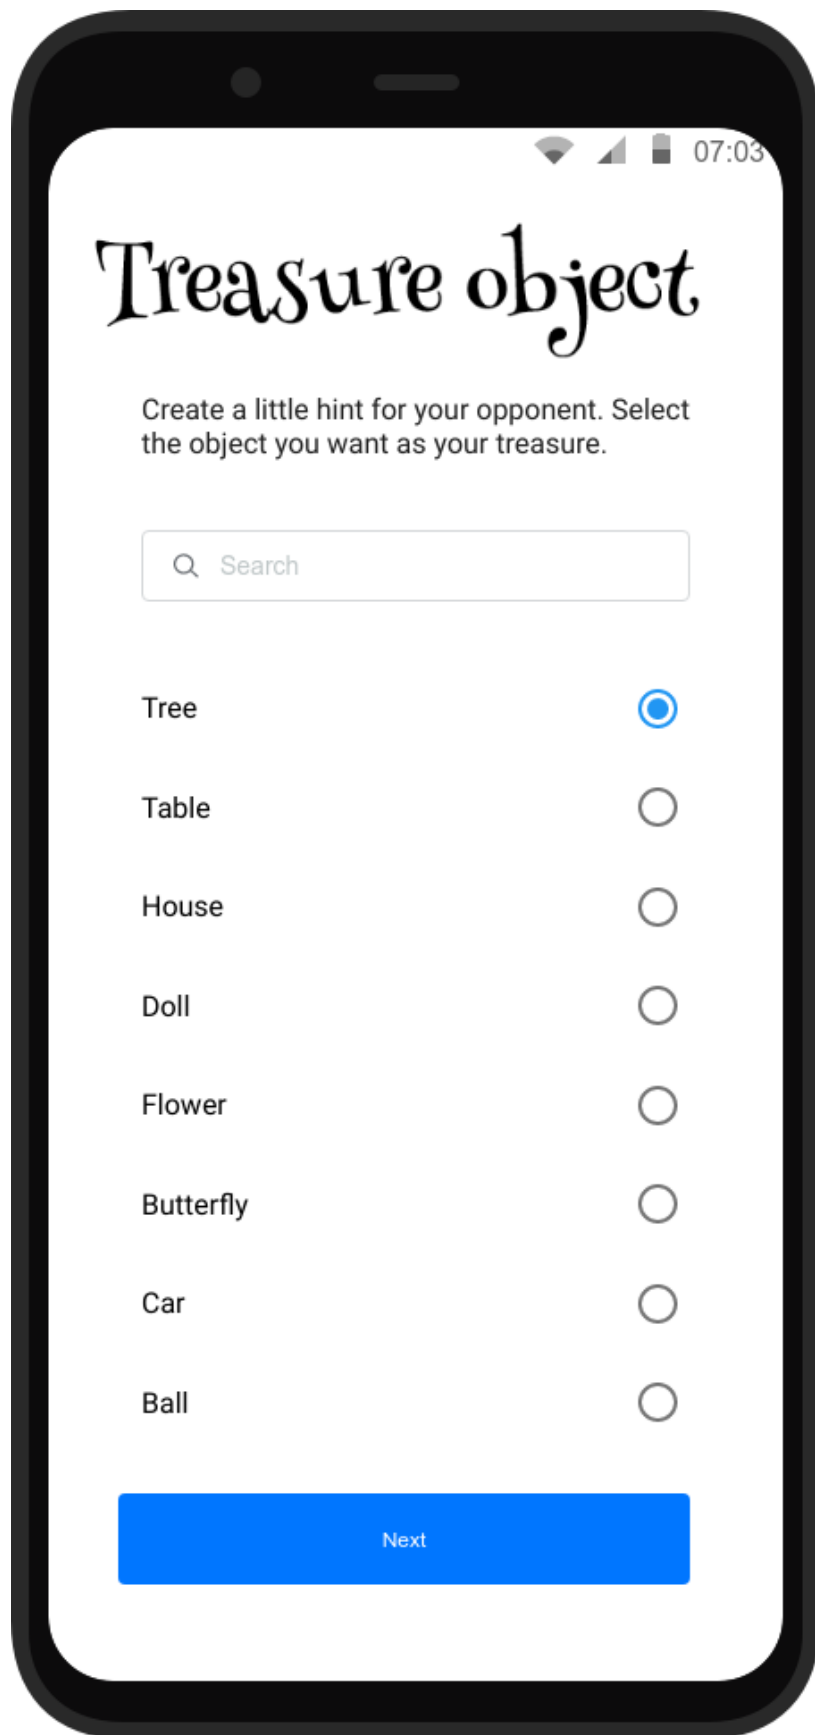 07:03
Treasure object
Create a little hint for your opponent. Select
the object you want as your treasure.
Search
Tree
Table
House
Doll
Flower
Butterfly
Car
Ball
Next